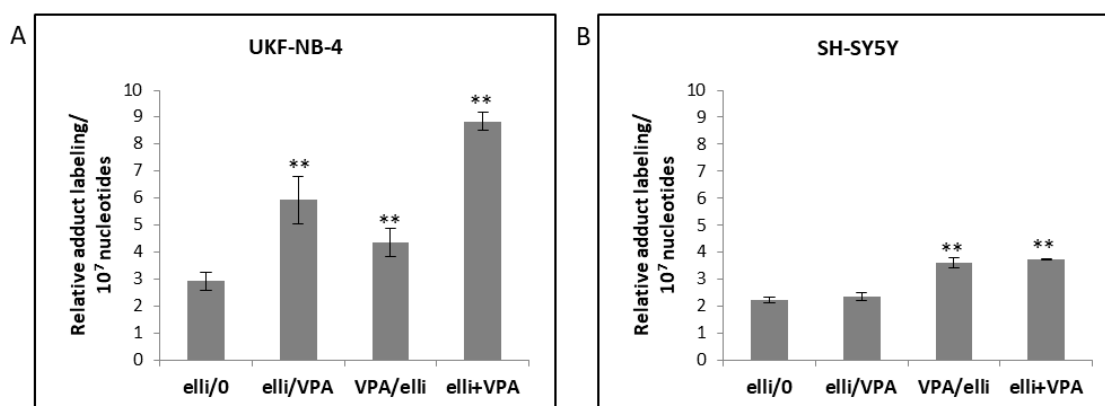 A
UKF-NB-4
Relative adduct labeling/
10⁷ nucleotides
10
9
8
7
6
5
4
3
2
1
0
**
**
**
elli/0 elli/VPA VPA/elli elli+VPA
B
SH-SY5Y
Relative adduct labeling/
10⁷ nucleotides
10
9
8
7
6
5
4
3
2
1
0
**
**
elli/0 elli/VPA VPA/elli elli+VPA